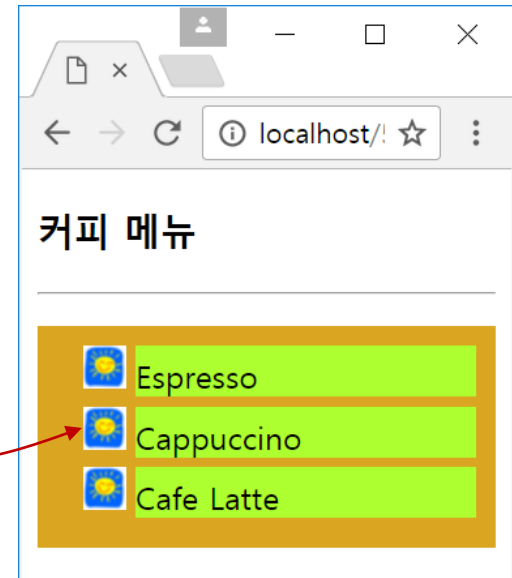 localhost/!
커피 메뉴
Espresso
Cappuccino
Cafe Latte